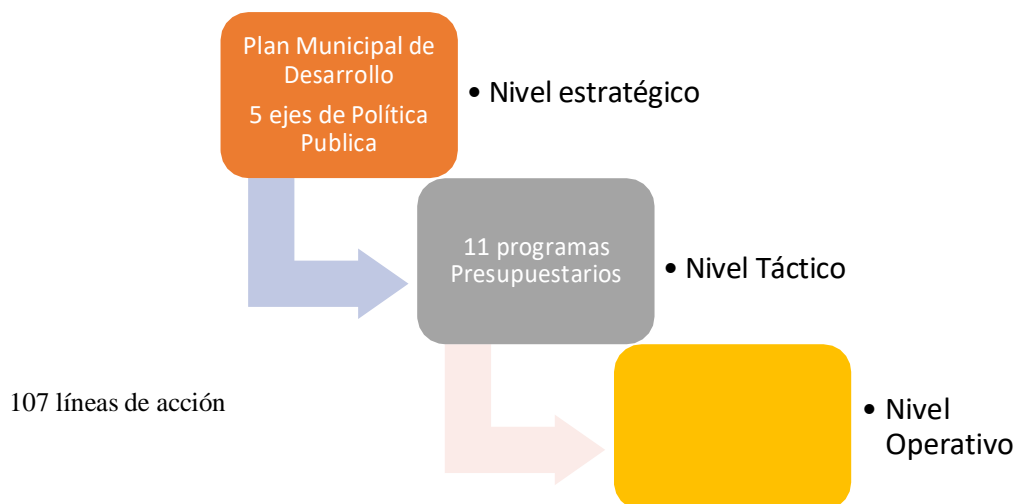 Plan Municipal de
Desarrollo
5 ejes de Política
Publica
• Nivel estratégico
11 programas
Presupuestarios
• Nivel Táctico
107 líneas de acción
• Nivel
Operativo